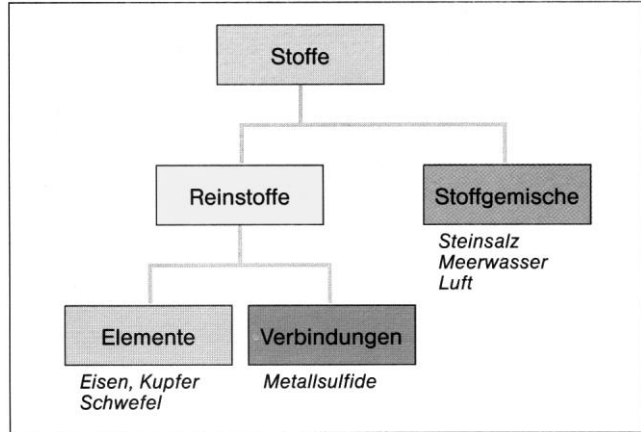 Stoffe
Reinstoffe
Stoffgemische
Steinsalz
Meerwasser
Luft
Elemente
Verbindungen
Eisen, Kupfer
Schwefel
Metallsulfide